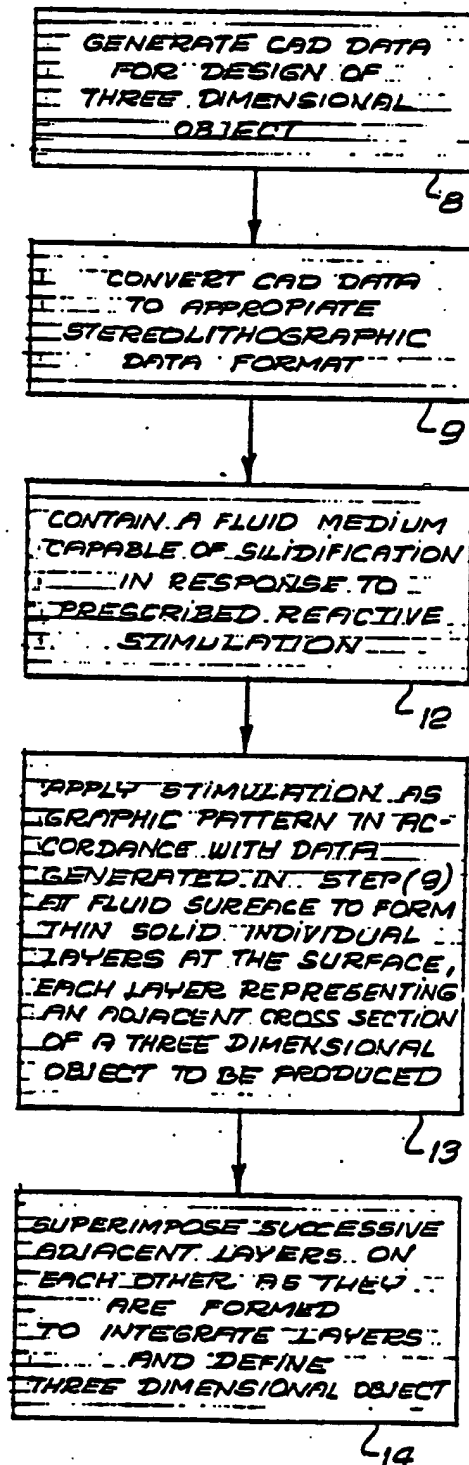 GENERATE CAD DATA
FOR DESIGN OF
THREE DIMENSIONAL
OBJECT
8
CONVERT CAD DATA
TO APPROPIATE
STEREOLITHOGRAPHIC
DATA FORMAT
9
CONTAIN A FLUID MEDIUM
CAPABLE OF SILIDIFICATION
IN RESPONSE TO
PRESCRIBED REACTIVE
STIMULATION
12
APPLY STIMULATION AS
GRAPHIC PATTERN IN AC-
CORDANCE WITH DATA
GENERATED IN STEP (9)
AT FLUID SUREACE TO FORM
THIN SOLID INDIVIDUAL
LAYERS AT THE SURFACE,
EACH LAYER REPRESENTING
AN ADJACENT CROSS SECTION
OF A THREE DIMENSIONAL
OBJECT TO BE PRODUCED
13
SUPERIMPOSE SUCCESSIVE
ADJACENT LAYERS ON
EACH OTHER AS THEY
ARE FORMED
TO INTEGRATE LAYERS
AND DEFINE
THREE DIMENSIONAL OBJECT
14